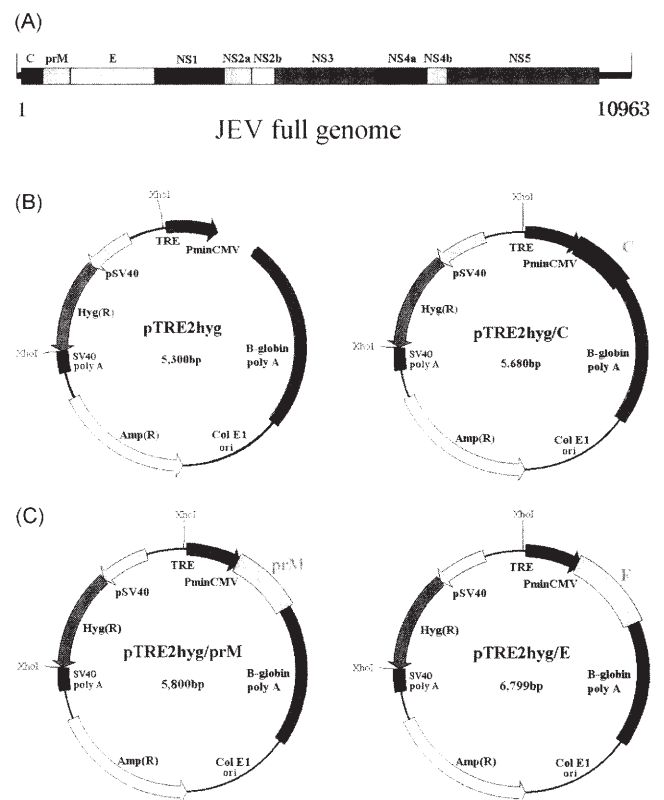 (A)
C prM E NS1 NS2a NS2b NS3 NS4a NS4b NS5
1 10963
JEV full genome
(B)
XhoI
TRE
PminCMV
pSV40
Hyg(R)
pTRE2hyg
XhoI
SV40
poly A
5,300bp
B-globin
poly A
Amp(R)
Col E1
ori
XhoI
TRE
PminCMV
C
pSV40
Hyg(R)
pTRE2hyg/C
XhoI
SV40
poly A
5.680bp
B-globin
poly A
Amp(R)
Col E1
ori
(C)
XhoI
TRE
PminCMV
prM
pSV40
Hyg(R)
pTRE2hyg/prM
XhoI
SV40
poly A
5,800bp
B-globin
poly A
Amp(R)
Col E1
ori
XhoI
TRE
PminCMV
E
pSV40
Hyg(R)
pTRE2hyg/E
XhoI
SV40
poly A
6,799bp
B-globin
poly A
Amp(R)
Col E1
ori